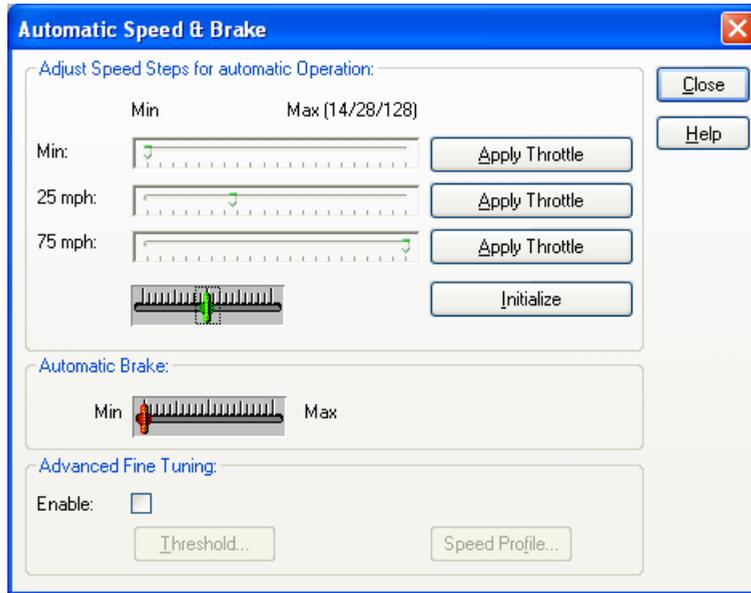 Automatic Speed & Brake
Adjust Speed Steps for automatic Operation:
Min Max (14/28/128)
Min: Apply Throttle
25 mph: Apply Throttle
75 mph: Apply Throttle
Initialize
Automatic Brake:
Min Max
Advanced Fine Tuning:
Enable:
Threshold... Speed Profile...
Close
Help